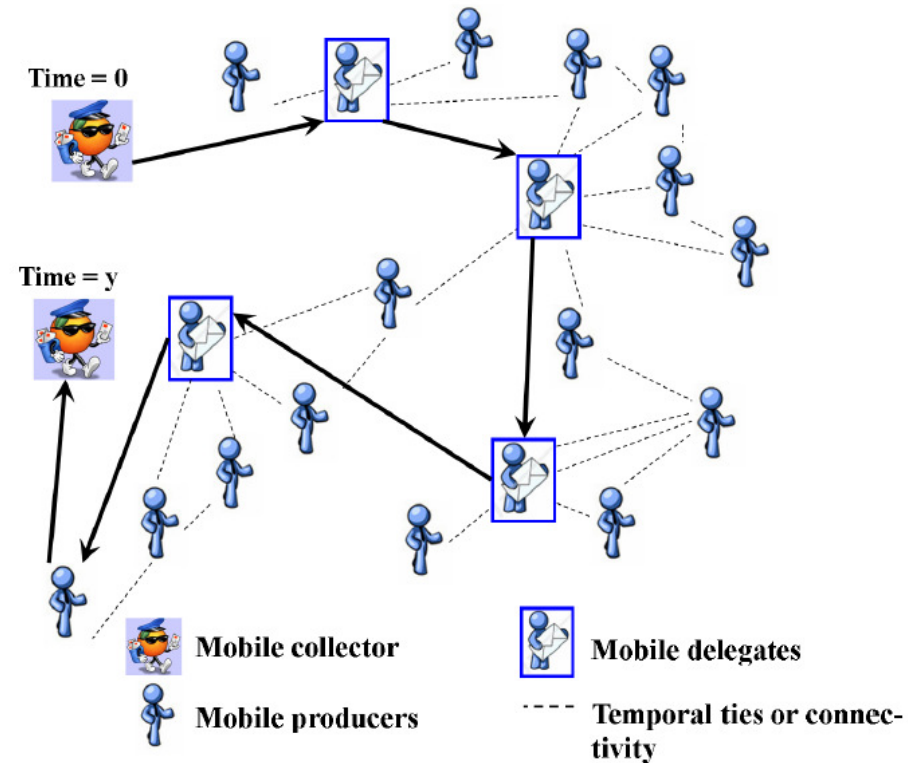 Time = 0
Time = y
Mobile collector
Mobile producers
Mobile delegates
Temporal ties or connec-
tivity